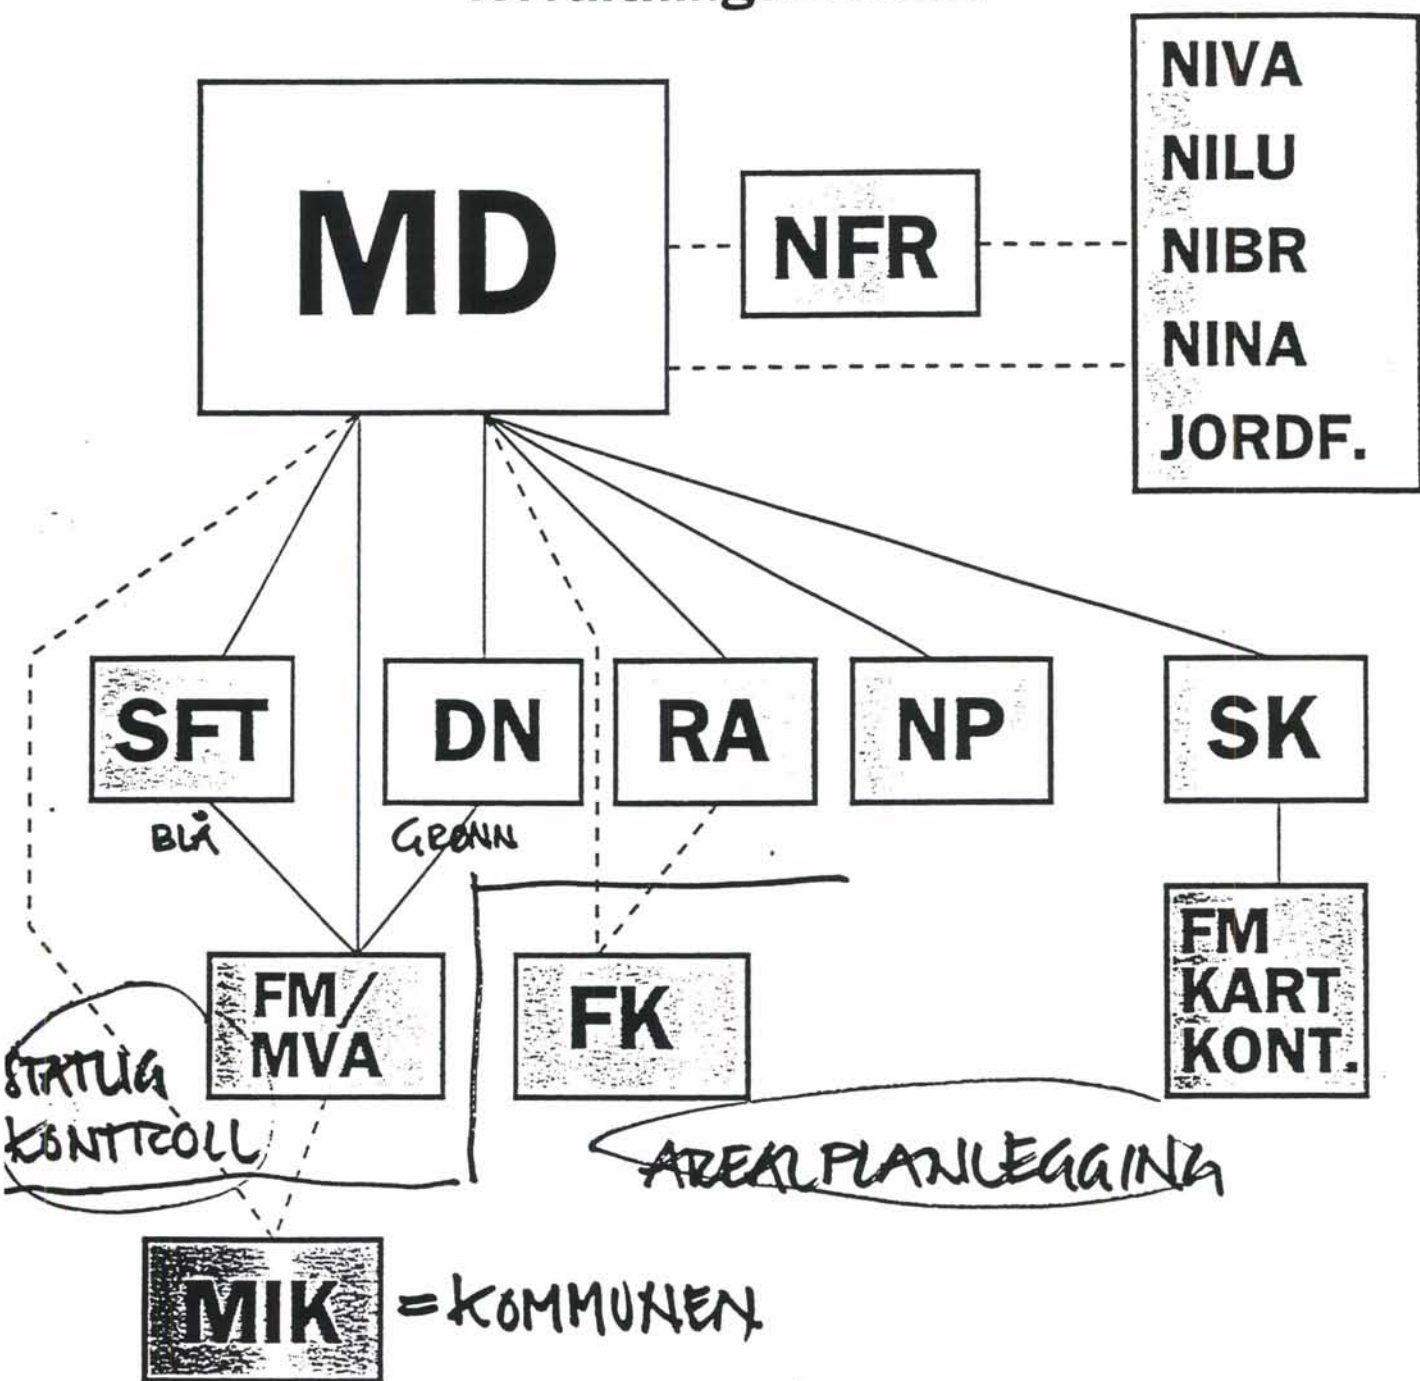 NIVA
NILU
NIBR
NINA
JORDF.
MD
NFR
SFT
DN
RA
NP
SK
BLÅ
GRØNN
FM/
MVA
FK
FM
KART
KONT.
STATLIG
KONTROLL
AREALPLANLEGGING
MIK = KOMMUNEN